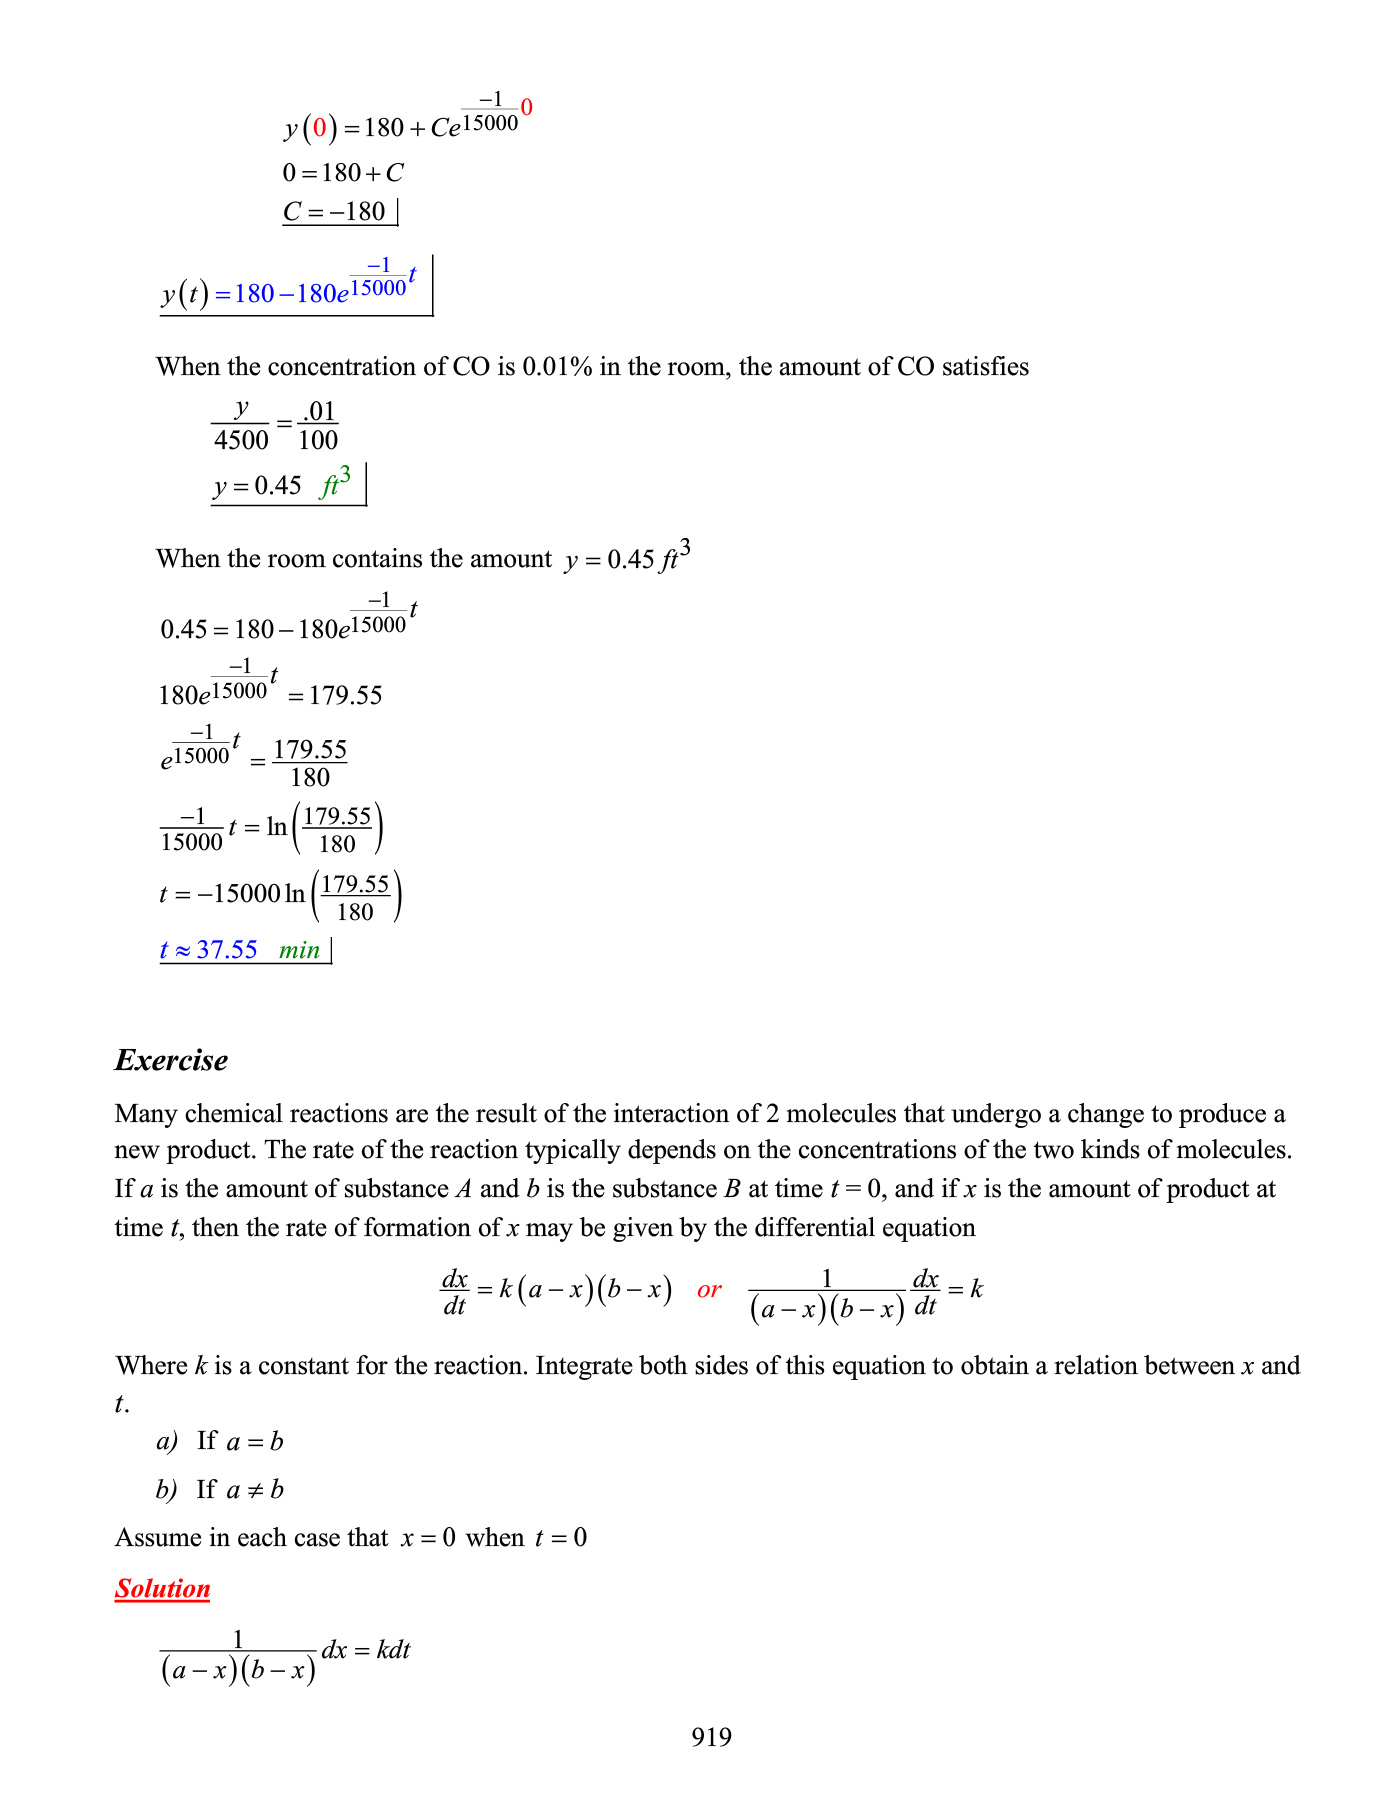 y(0) = 180 + Ce^{\frac{-1}{15000}0}
0 = 180 + C
C = −180
y(t) = 180 − 180e^{\frac{-1}{15000}t}
When the concentration of CO is 0.01% in the room, the amount of CO satisfies
\frac{y}{4500} = \frac{.01}{100}
y = 0.45 ft^3
When the room contains the amount y = 0.45 ft^3
0.45 = 180 − 180e^{\frac{-1}{15000}t}
180e^{\frac{-1}{15000}t} = 179.55
e^{\frac{-1}{15000}t} = \frac{179.55}{180}
\frac{-1}{15000}t = ln(\frac{179.55}{180})
t = −15000 ln(\frac{179.55}{180})
t ≈ 37.55 min
Exercise
Many chemical reactions are the result of the interaction of 2 molecules that undergo a change to produce a
new product. The rate of the reaction typically depends on the concentrations of the two kinds of molecules.
If a is the amount of substance A and b is the substance B at time t = 0, and if x is the amount of product at
time t, then the rate of formation of x may be given by the differential equation
\frac{dx}{dt} = k(a − x)(b − x) or \frac{1}{(a − x)(b − x)} \frac{dx}{dt} = k
Where k is a constant for the reaction. Integrate both sides of this equation to obtain a relation between x and
t.
a) If a = b
b) If a ≠ b
Assume in each case that x = 0 when t = 0
Solution
\frac{1}{(a − x)(b − x)} dx = kdt
919